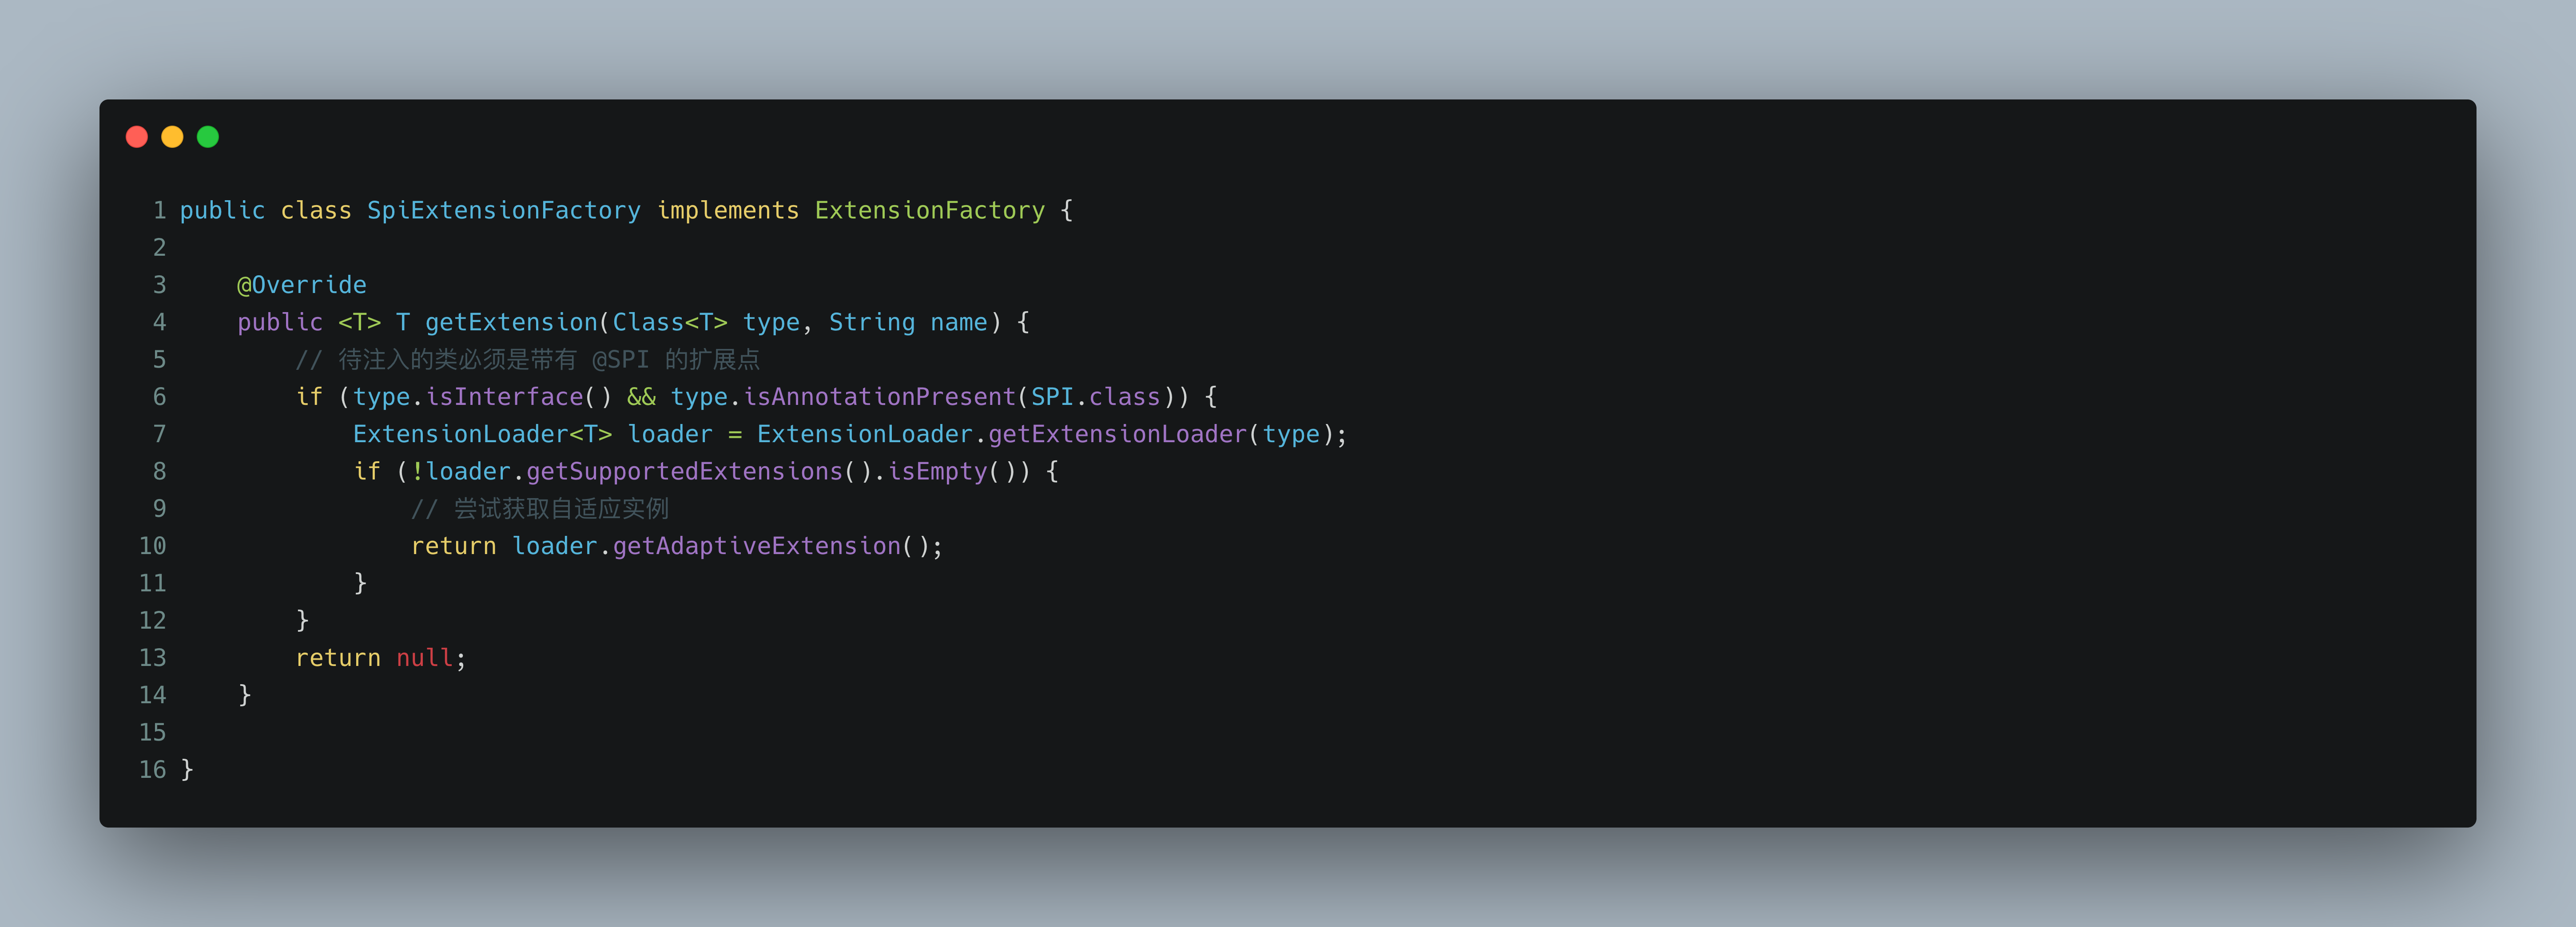 1 public class SpiExtensionFactory implements ExtensionFactory {
2
3     @Override
4     public <T> T getExtension(Class<T> type, String name) {
5         // 待注入的类必须是带有 @SPI 的扩展点
6         if (type.isInterface() && type.isAnnotationPresent(SPI.class)) {
7             ExtensionLoader<T> loader = ExtensionLoader.getExtensionLoader(type);
8             if (!loader.getSupportedExtensions().isEmpty()) {
9                 // 尝试获取自适应实例
10                 return loader.getAdaptiveExtension();
11             }
12         }
13         return null;
14     }
15
16 }